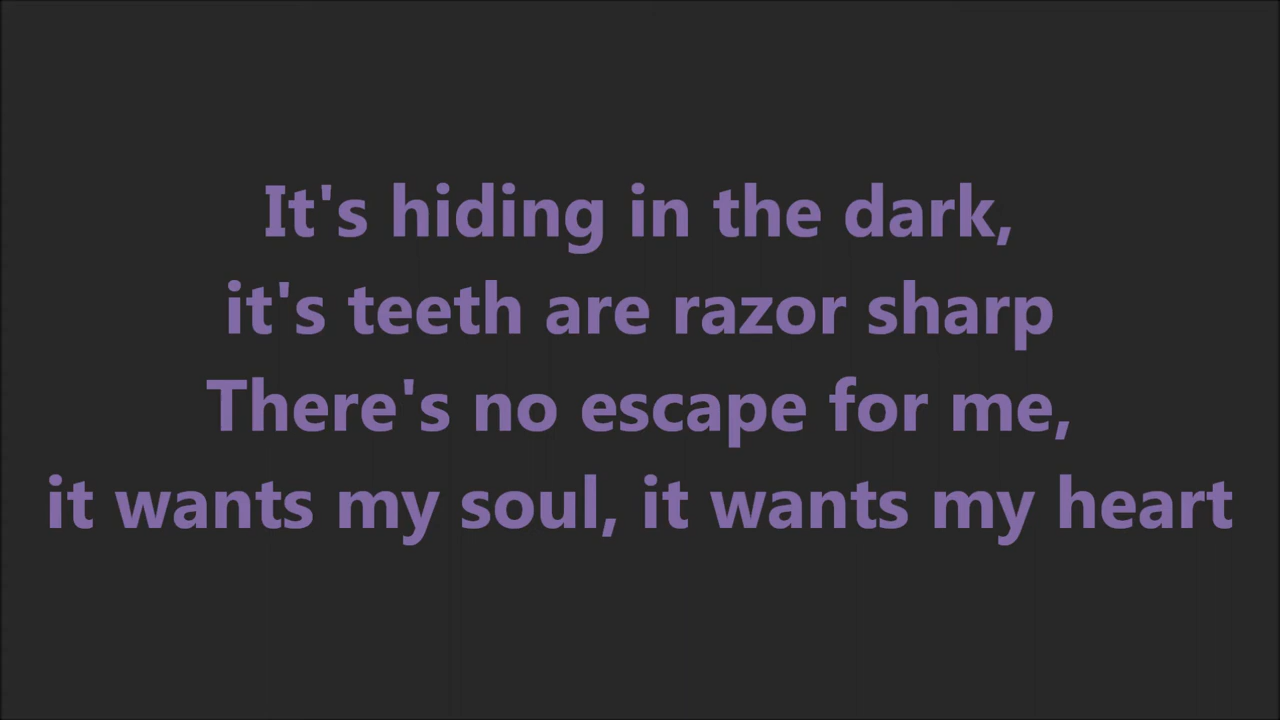 It's hiding in the dark,
it's teeth are razor sharp
There's no escape for me,
it wants my soul, it wants my heart